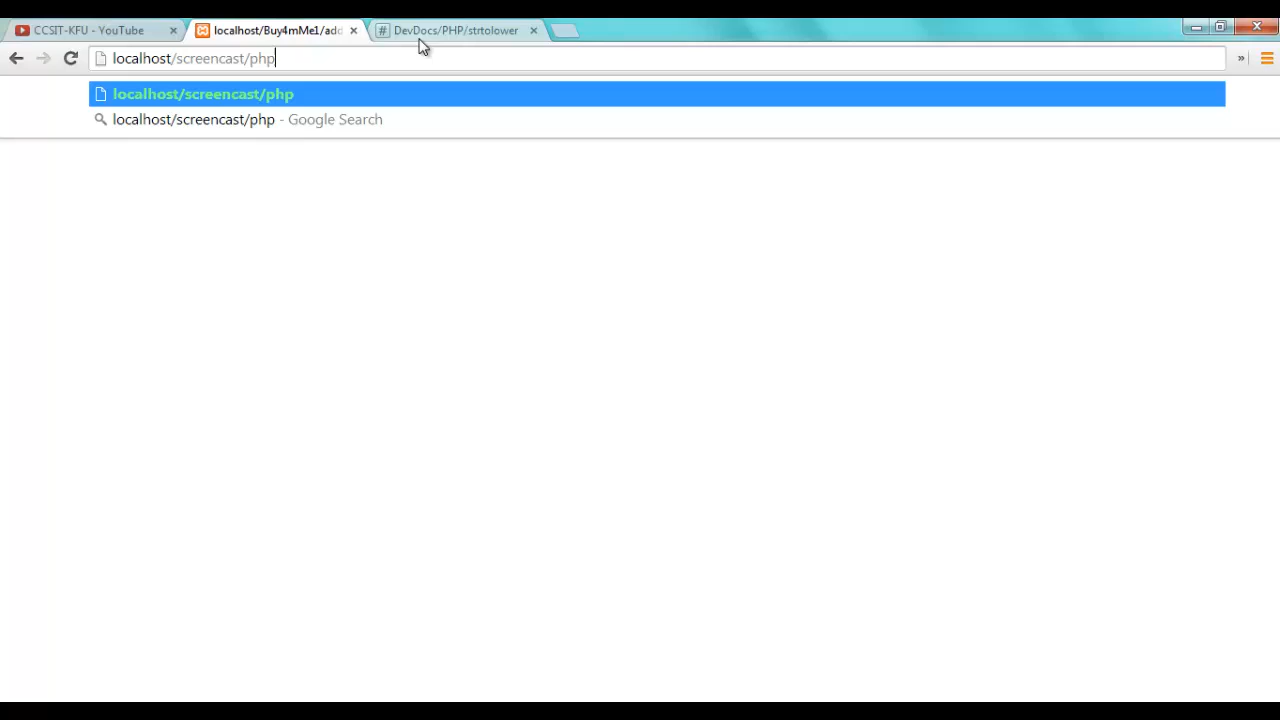 CCSIT-KFU - YouTube
localhost/Buy4mMe1/add
DevDocs/PHP/strtolower
localhost/screencast/php
localhost/screencast/php
localhost/screencast/php - Google Search